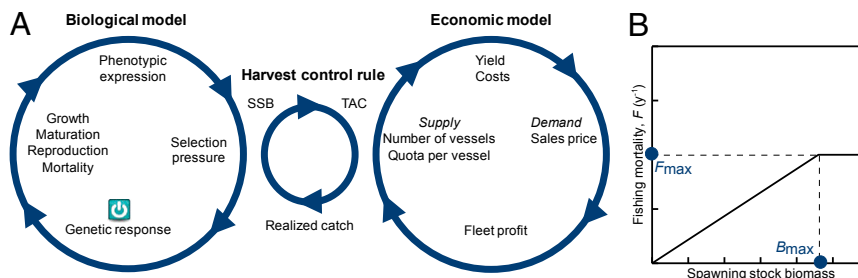 A
Biological model
Phenotypic
expression
Growth
Maturation
Reproduction
Mortality
Selection
pressure
Genetic response
Harvest control rule
SSB
TAC
Realized catch
Economic model
Yield
Costs
Supply
Number of vessels
Quota per vessel
Demand
Sales price
Fleet profit
B
Fishing mortality, F (y⁻¹)
Fmax
Bmax
Spawning stock biomass